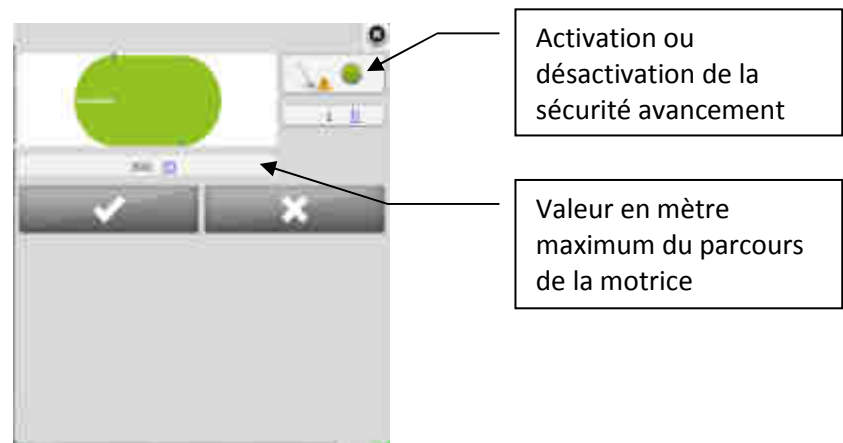 Activation ou
désactivation de la
sécurité avancement
Valeur en mètre
maximum du parcours
de la motrice